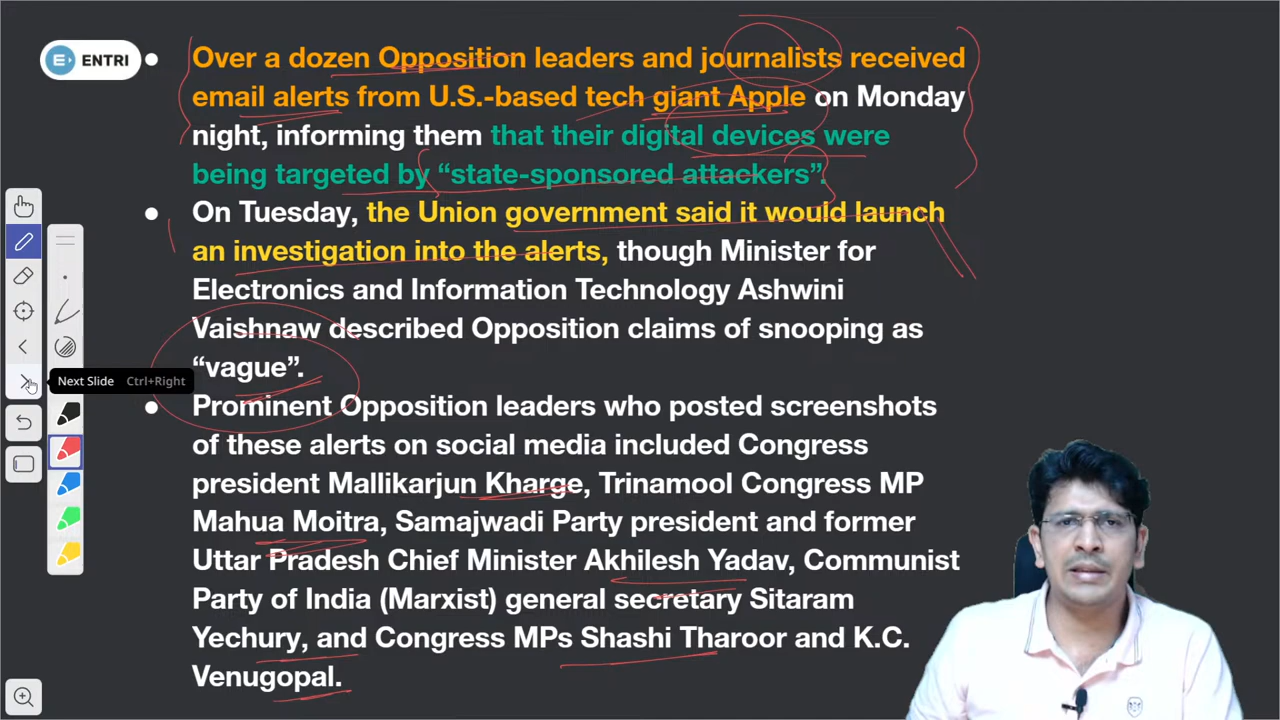 ENTRI
Over a dozen Opposition leaders and journalists received
email alerts from U.S.-based tech giant Apple on Monday
night, informing them that their digital devices were
being targeted by “state-sponsored attackers”.
On Tuesday, the Union government said it would launch
an investigation into the alerts, though Minister for
Electronics and Information Technology Ashwini
Vaishnaw described Opposition claims of snooping as
“vague”.
Next Slide Ctrl+Right
Prominent Opposition leaders who posted screenshots
of these alerts on social media included Congress
president Mallikarjun Kharge, Trinamool Congress MP
Mahua Moitra, Samajwadi Party president and former
Uttar Pradesh Chief Minister Akhilesh Yadav, Communist
Party of India (Marxist) general secretary Sitaram
Yechury, and Congress MPs Shashi Tharoor and K.C.
Venugopal.